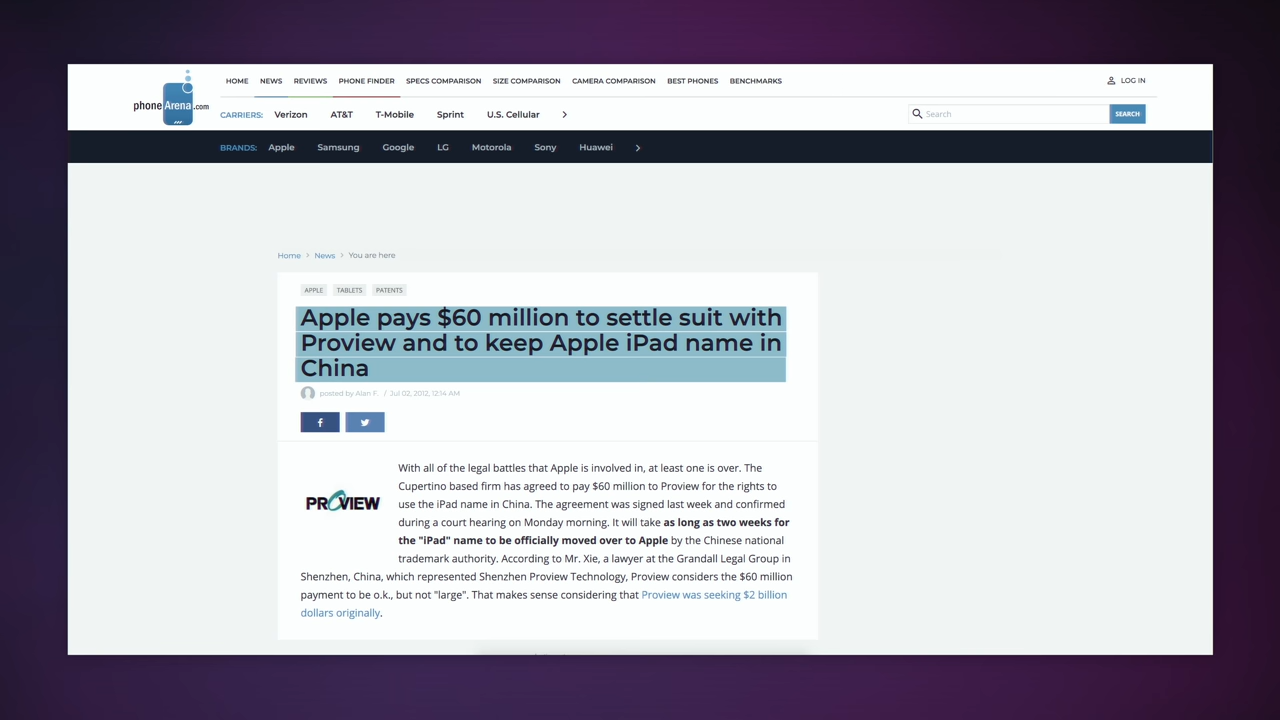 HOME NEWS REVIEWS PHONE FINDER SPECS COMPARISON SIZE COMPARISON CAMERA COMPARISON BEST PHONES BENCHMARKS LOG IN
phoneArena.com
CARRIERS: Verizon AT&T T-Mobile Sprint U.S. Cellular Search SEARCH
BRANDS: Apple Samsung Google LG Motorola Sony Huawei
Home > News > You are here
APPLE TABLETS PATENTS
Apple pays $60 million to settle suit with
Proview and to keep Apple iPad name in
China
posted by Alan F. / Jul 02, 2012, 12:14 AM
PROVIEW
With all of the legal battles that Apple is involved in, at least one is over. The
Cupertino based firm has agreed to pay $60 million to Proview for the rights to
use the iPad name in China. The agreement was signed last week and confirmed
during a court hearing on Monday morning. It will take as long as two weeks for
the "iPad" name to be officially moved over to Apple by the Chinese national
trademark authority. According to Mr. Xie, a lawyer at the Grandall Legal Group in
Shenzhen, China, which represented Shenzhen Proview Technology, Proview considers the $60 million
payment to be o.k., but not "large". That makes sense considering that Proview was seeking $2 billion
dollars originally.